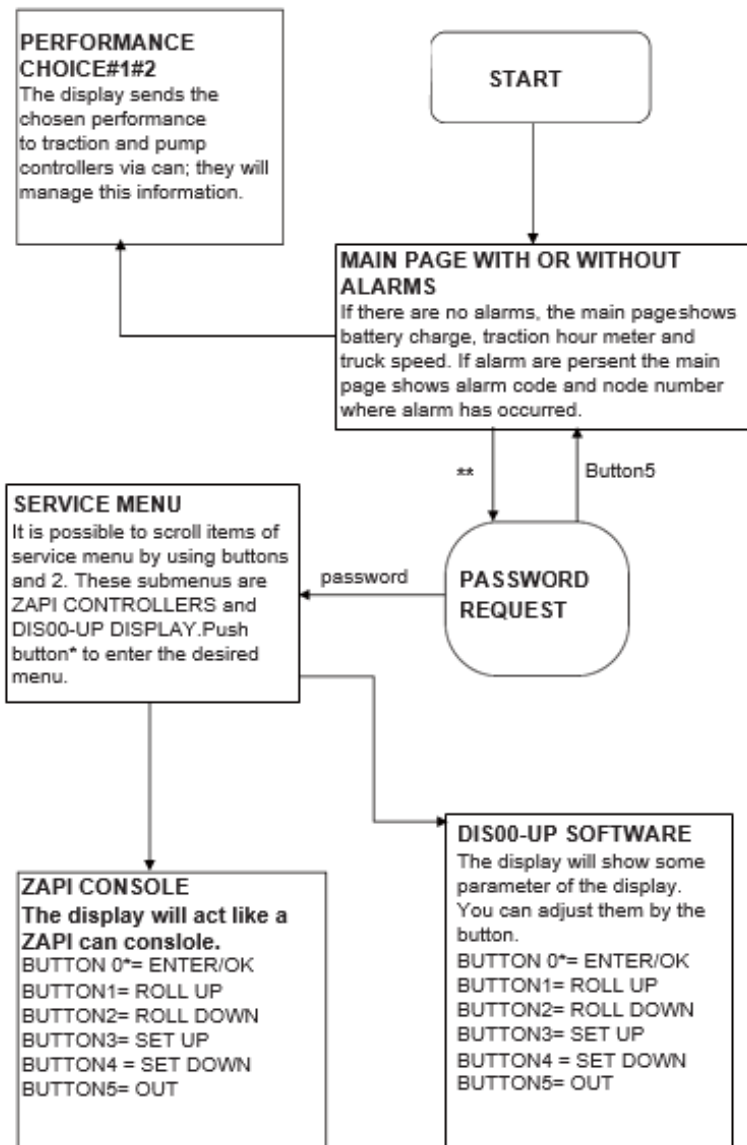 PERFORMANCE
CHOICE#1#2
The display sends the
chosen performance
to traction and pump
controllers via can; they will
manage this information.
START
MAIN PAGE WITH OR WITHOUT
ALARMS
If there are no alarms, the main pageshows
battery charge, traction hour meter and
truck speed. If alarm are persent the main
page shows alarm code and node number
where alarm has occurred.
**
Button5
SERVICE MENU
It is possible to scroll items of
service menu by using buttons
and 2. These submenus are
ZAPI CONTROLLERS and
DIS00-UP DISPLAY.Push
button* to enter the desired
menu.
password
PASSWORD
REQUEST
ZAPI CONSOLE
The display will act like a
ZAPI can conslole.
BUTTON 0*= ENTER/OK
BUTTON1= ROLL UP
BUTTON2= ROLL DOWN
BUTTON3= SET UP
BUTTON4 = SET DOWN
BUTTON5= OUT
DIS00-UP SOFTWARE
The display will show some
parameter of the display.
You can adjust them by the
button.
BUTTON 0*= ENTER/OK
BUTTON1= ROLL UP
BUTTON2= ROLL DOWN
BUTTON3= SET UP
BUTTON4 = SET DOWN
BUTTON5= OUT